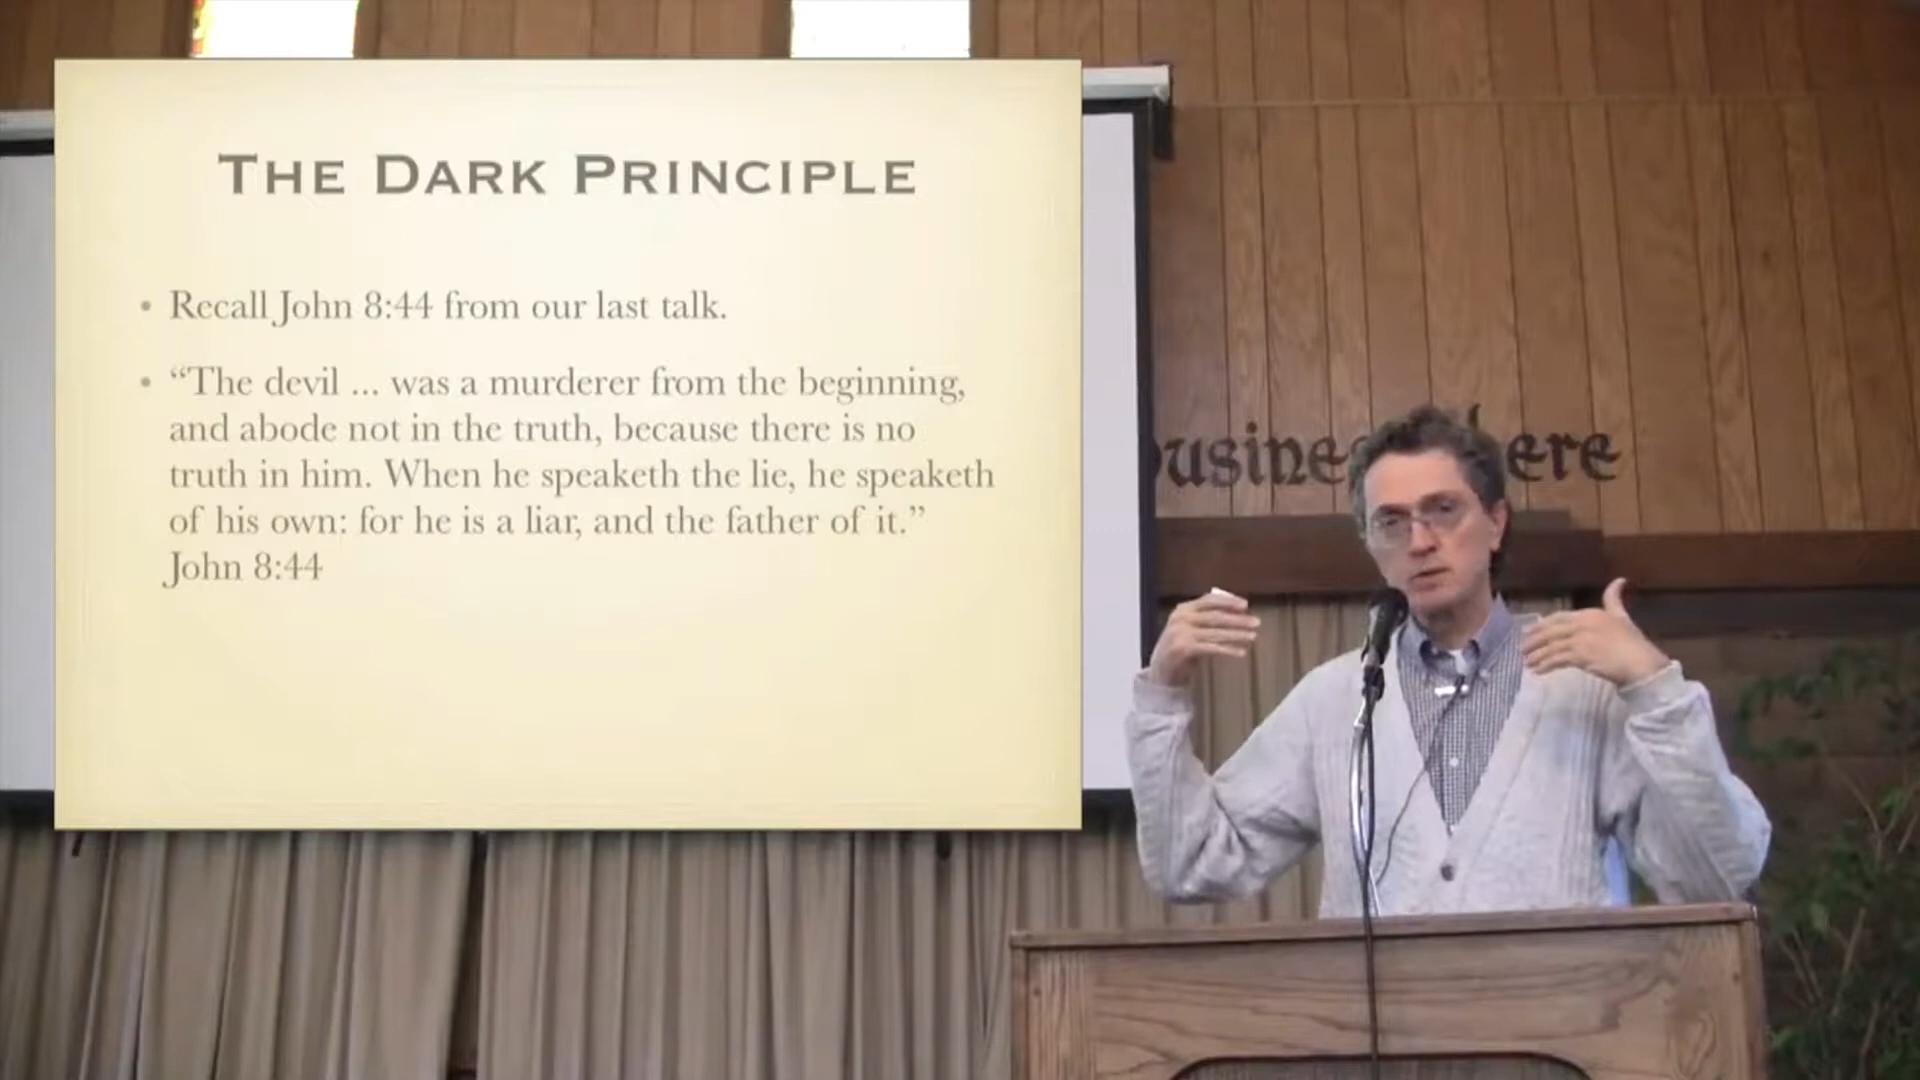 THE DARK PRINCIPLE
• Recall John 8:44 from our last talk.
• “The devil ... was a murderer from the beginning,
and abode not in the truth, because there is no
truth in him. When he speaketh the lie, he speaketh
of his own: for he is a liar, and the father of it.”
John 8:44